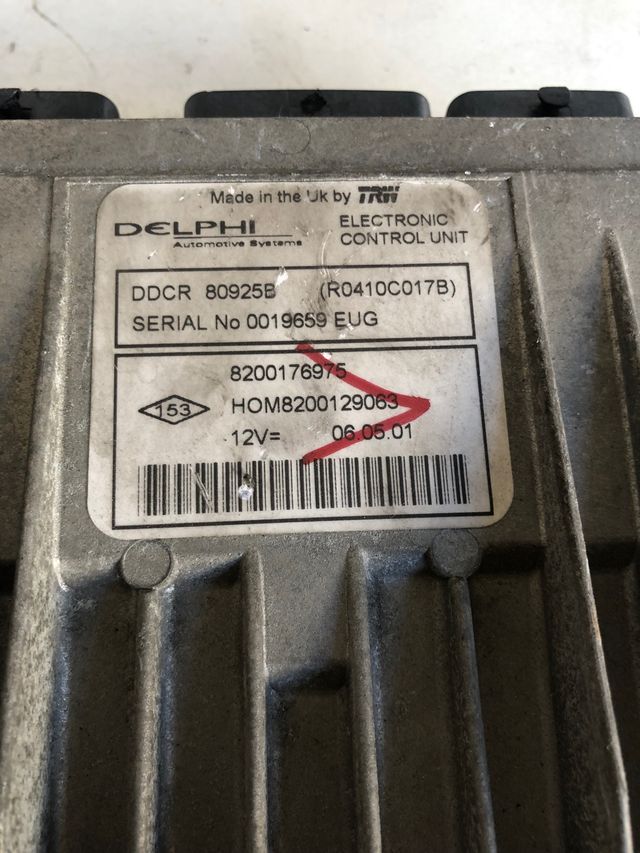 Made in the Uk by TRW
DELPHI
Automotive Systems
ELECTRONIC
CONTROL UNIT
DDCR 80925B (R0410C017B)
SERIAL No 0019659 EUG
8200176975
153
HOM8200129063
12V= 06.05.01
N